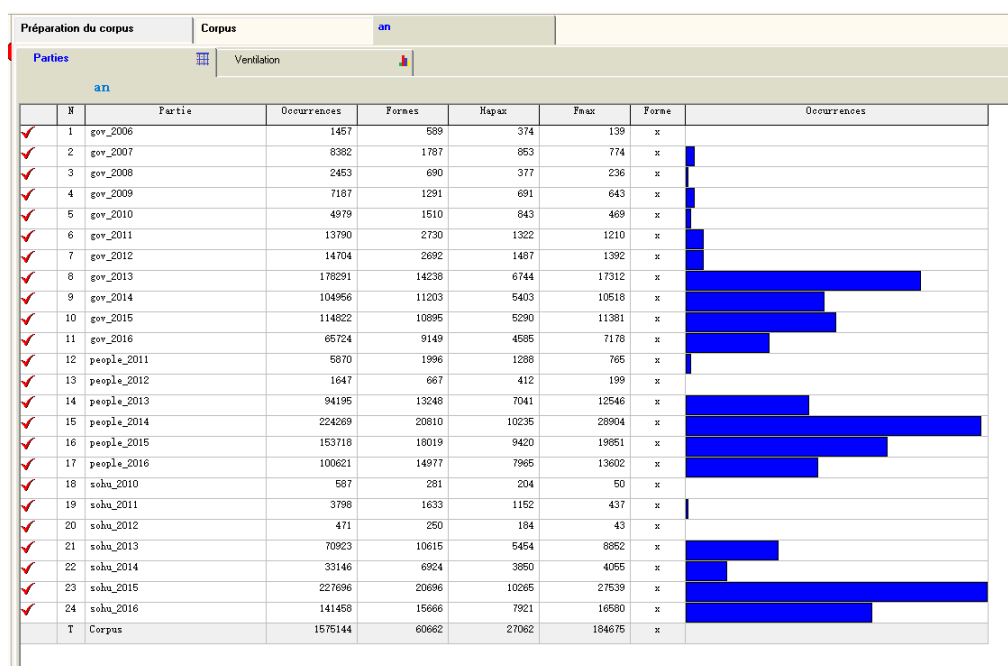 Préparation du corpus Corpus an
Parties Ventilation
an
N Partie Occurrences Formes Hapax Fmax Forme Occurrences
1 gov_2006 1457 589 374 139 x
2 gov_2007 8382 1787 853 774 x
3 gov_2008 2453 690 377 236 x
4 gov_2009 7187 1291 691 643 x
5 gov_2010 4979 1510 843 469 x
6 gov_2011 13790 2730 1322 1210 x
7 gov_2012 14704 2692 1487 1392 x
8 gov_2013 178291 14238 6744 17312 x
9 gov_2014 104956 11203 5403 10518 x
10 gov_2015 114822 10895 5290 11381 x
11 gov_2016 65724 9149 4585 7178 x
12 people_2011 5870 1996 1288 765 x
13 people_2012 1647 667 412 199 x
14 people_2013 94195 13248 7041 12546 x
15 people_2014 224269 20810 10235 28904 x
16 people_2015 153718 18019 9420 19851 x
17 people_2016 100621 14977 7965 13602 x
18 sohu_2010 587 281 204 50 x
19 sohu_2011 3798 1633 1152 437 x
20 sohu_2012 471 250 184 43 x
21 sohu_2013 70923 10615 5454 8852 x
22 sohu_2014 33146 6924 3850 4055 x
23 sohu_2015 227696 20696 10265 27539 x
24 sohu_2016 141458 15666 7921 16580 x
T Corpus 1575144 60662 27062 184675 x